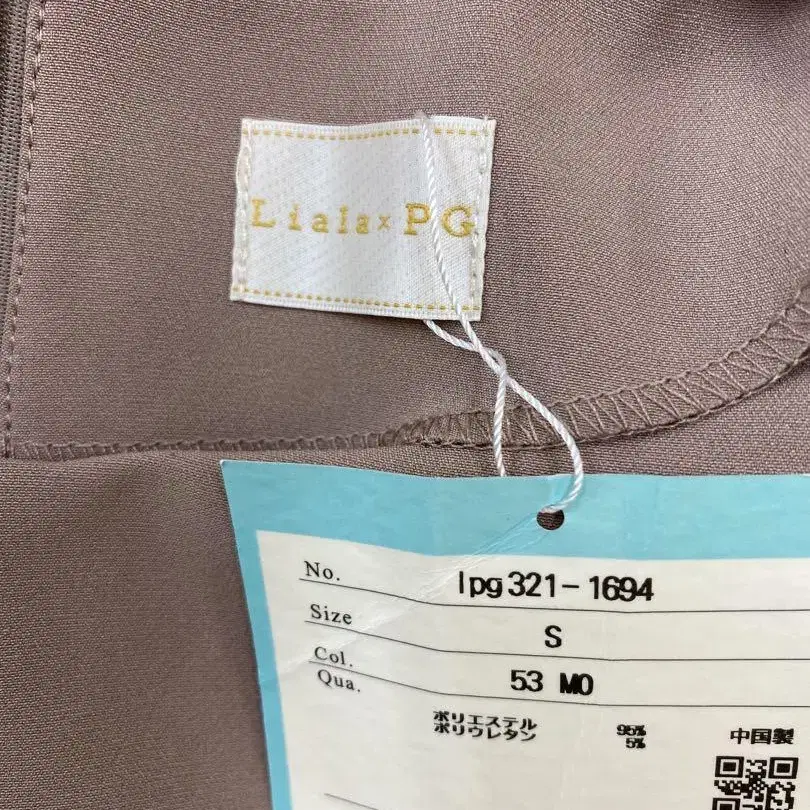 Liala×PG
No. lpg321-1694
Size S
Col. 53 MO
Qua.
ポリエステル 95%
ポリウレタン 5%
中国製